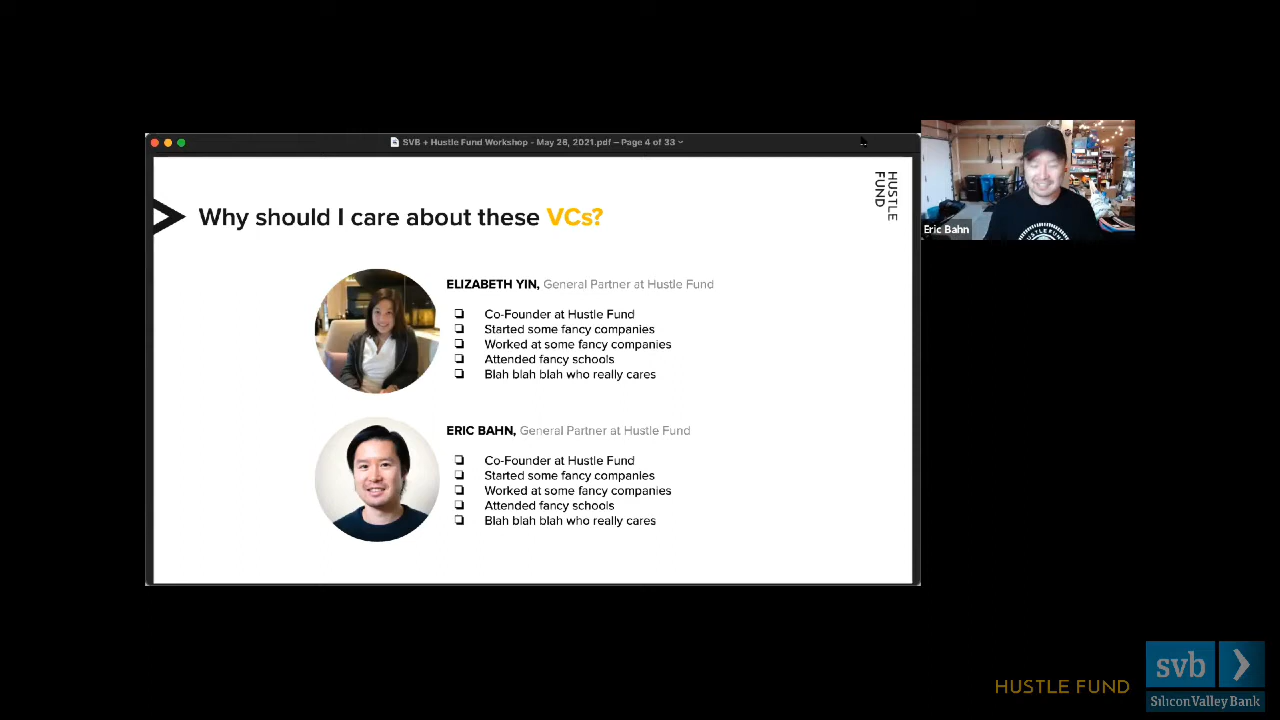 SVB + Hustle Fund Workshop - May 28, 2021.pdf – Page 4 of 33
HUSTLE
FUND
Why should I care about these VCs?
ELIZABETH YIN, General Partner at Hustle Fund
Co-Founder at Hustle Fund
Started some fancy companies
Worked at some fancy companies
Attended fancy schools
Blah blah blah who really cares
ERIC BAHN, General Partner at Hustle Fund
Co-Founder at Hustle Fund
Started some fancy companies
Worked at some fancy companies
Attended fancy schools
Blah blah blah who really cares
Eric Bahn
HUSTLE FUND
svb
Silicon Valley Bank